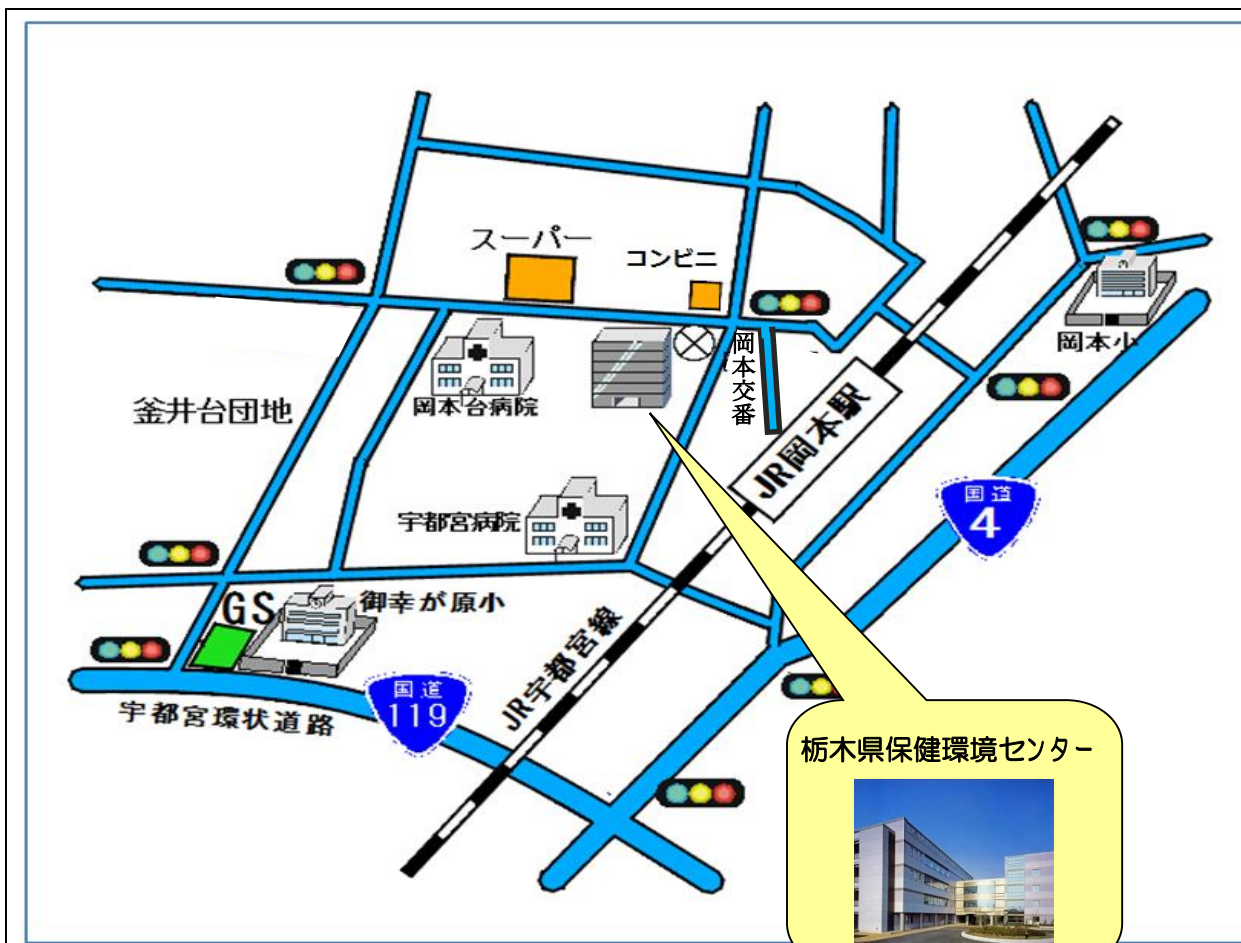 スーパー
コンビニ
岡本小
岡本交番
釜井台団地
岡本台病院
JR岡本駅
国道
4
宇都宮病院
GS
御幸が原小
JR宇都宮線
国道
119
宇都宮環状道路
栃木県保健環境センター